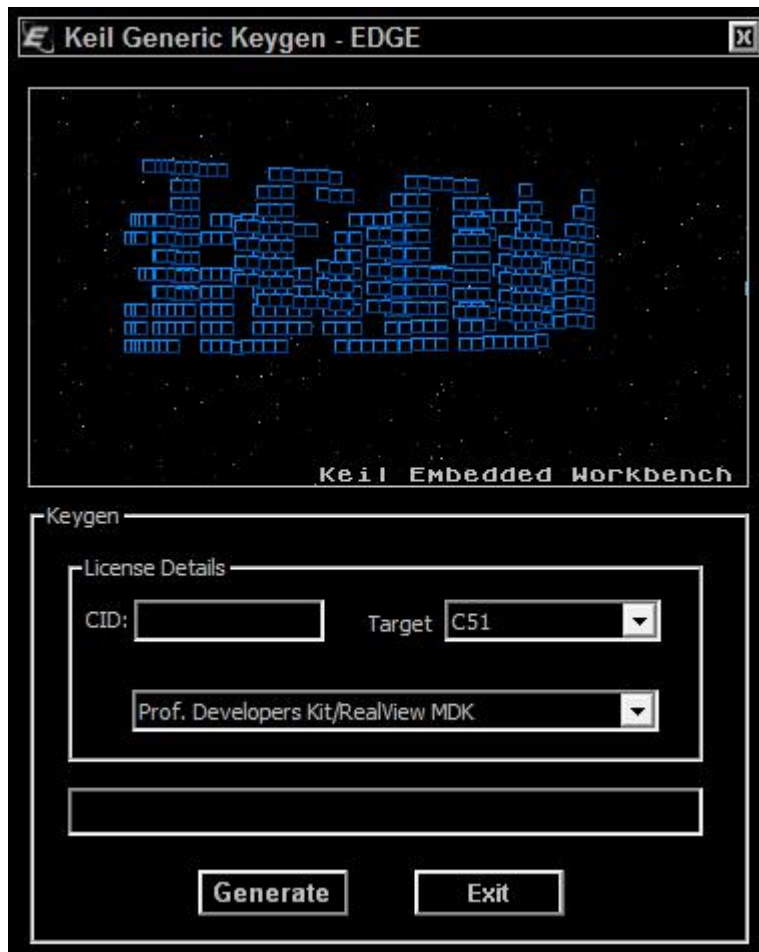 Keil Generic Keygen - EDGE
Keil Embedded Workbench
Keygen
License Details
CID:
Target C51
Prof. Developers Kit/RealView MDK
Generate Exit